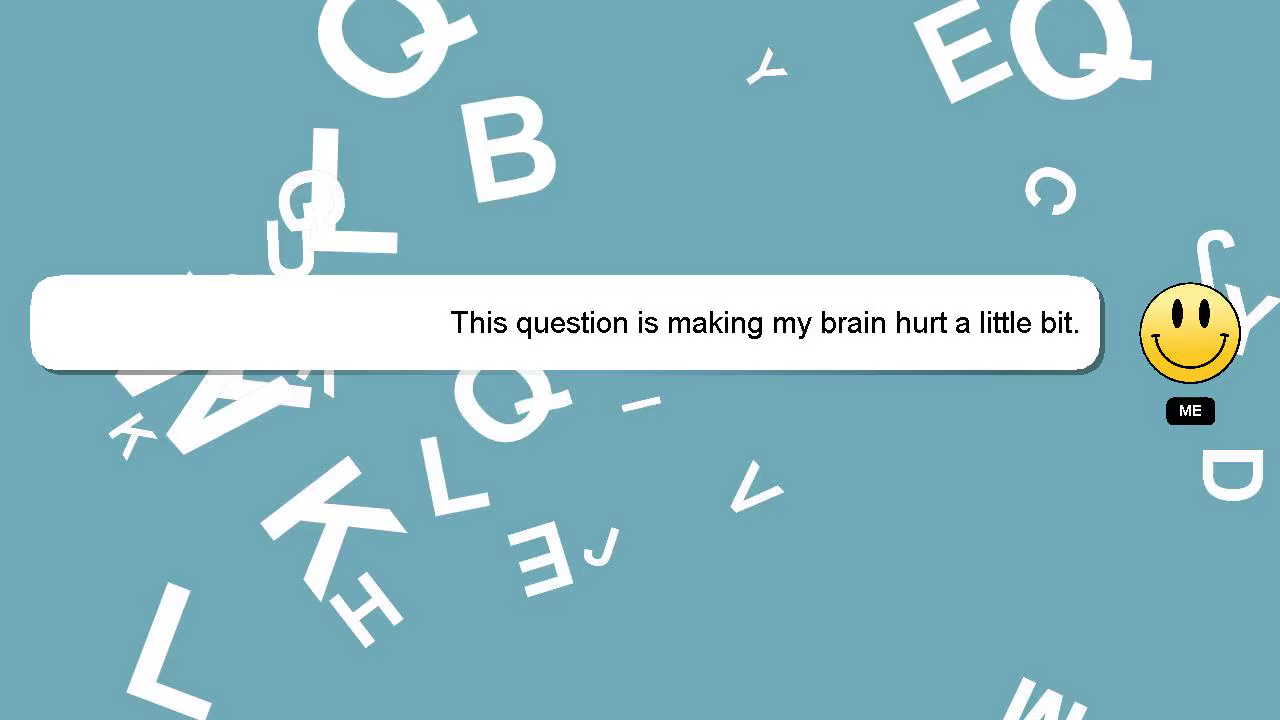 Q
E
Q
Y
B
L
Q
C
U
J
Y
This question is making my brain hurt a little bit.
ME
A
K
Q
I
K
L
V
D
K
E
J
H
L
M